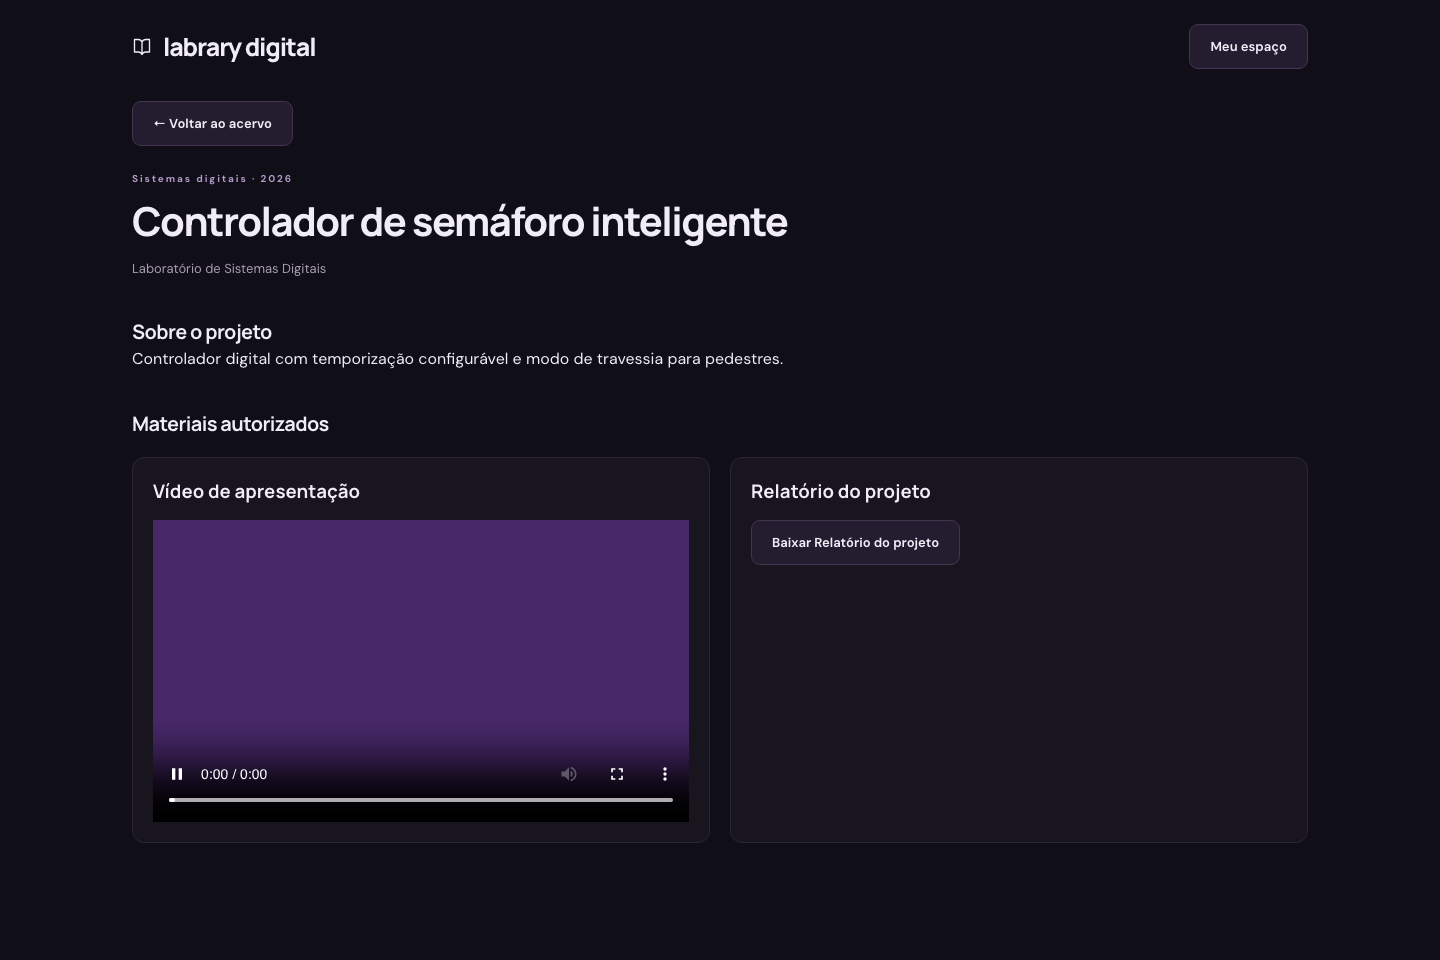 labrary digital
Meu espaço
← Voltar ao acervo
Sistemas digitais · 2026
Controlador de semáforo inteligente
Laboratório de Sistemas Digitais
Sobre o projeto
Controlador digital com temporização configurável e modo de travessia para pedestres.
Materiais autorizados
Vídeo de apresentação
0:00 / 0:00
Relatório do projeto
Baixar Relatório do projeto